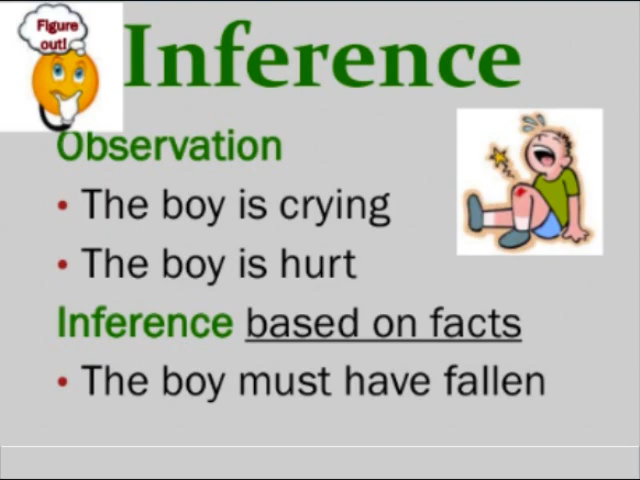 Figure
out!
Inference
Observation
• The boy is crying
• The boy is hurt
Inference based on facts
• The boy must have fallen